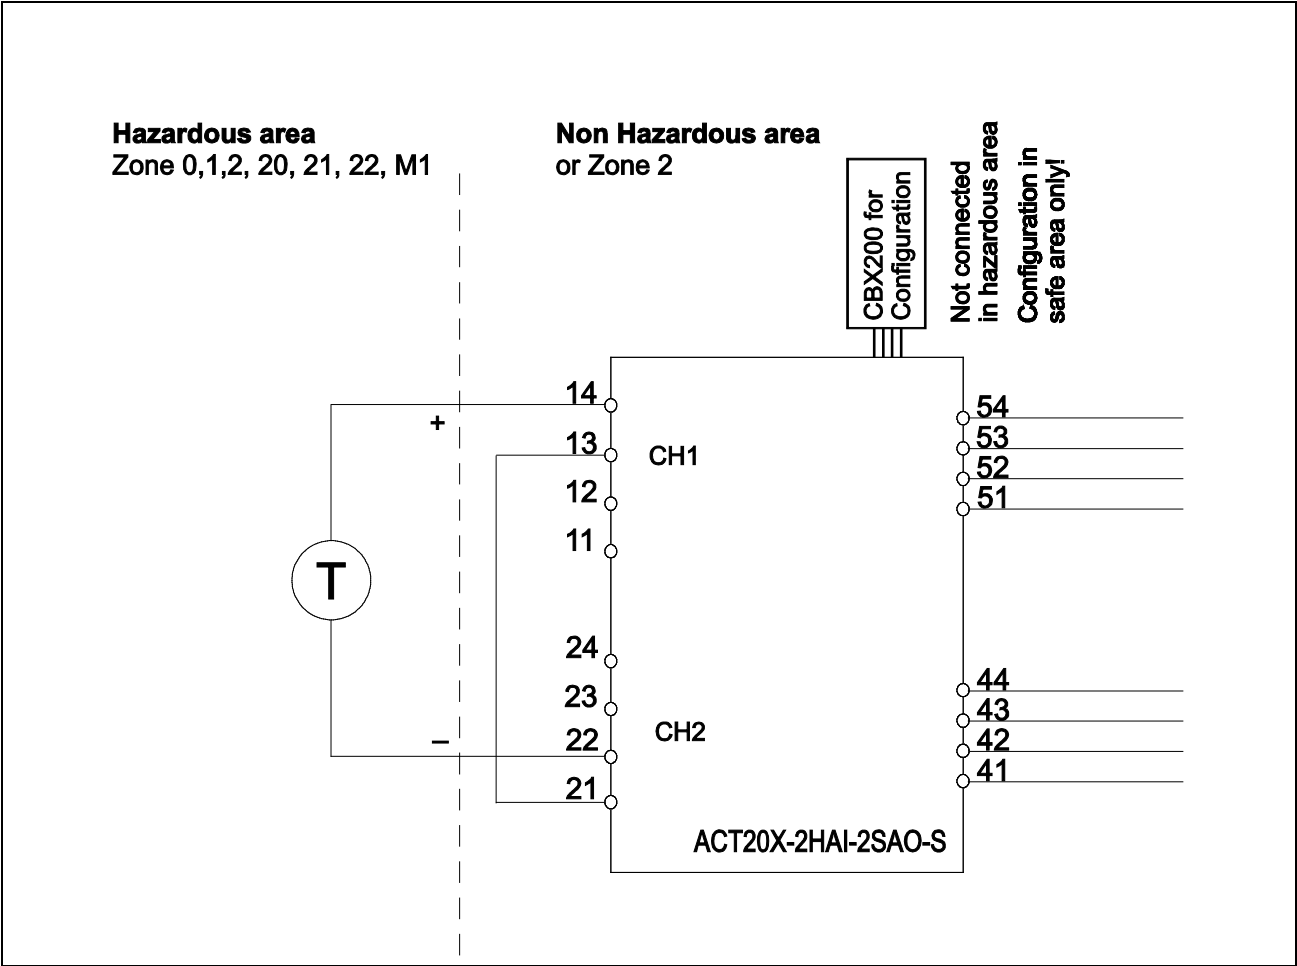 Hazardous area
Zone 0,1,2, 20, 21, 22, M1
Non Hazardous area
or Zone 2
CBX200 for
Configuration
Not connected
in hazardous area
Configuration in
safe area only!
14
+
13
CH1
12
11
T
24
23
CH2
22
–
21
54
53
52
51
44
43
42
41
ACT20X-2HAI-2SAO-S